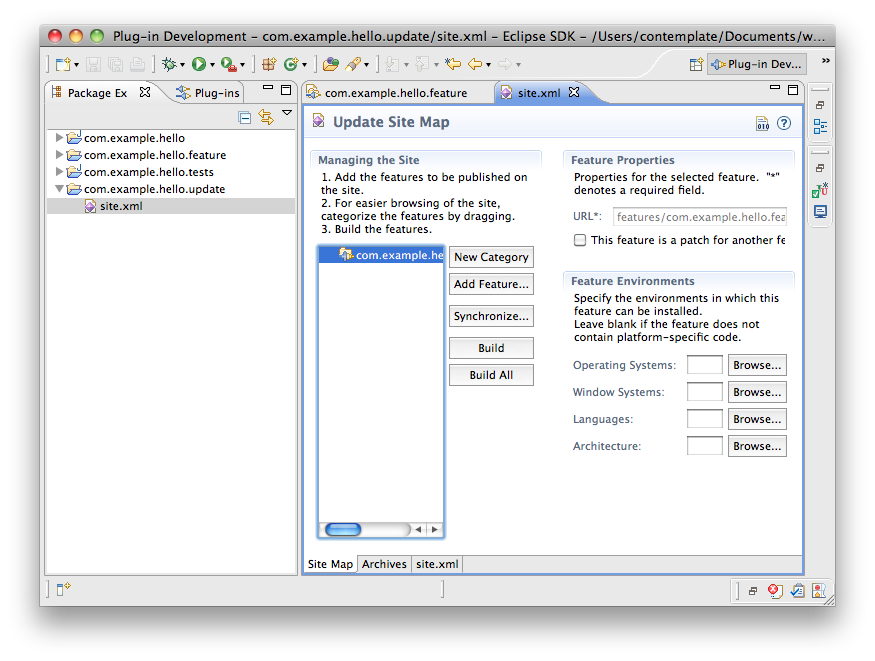 Plug-in Development - com.example.hello.update/site.xml - Eclipse SDK - /Users/contemplate/Documents/w...
Plug-in Dev...
»
Package Ex
Plug-ins
com.example.hello
com.example.hello.feature
com.example.hello.tests
com.example.hello.update
site.xml
com.example.hello.feature
site.xml
Update Site Map
010
?
Managing the Site
1. Add the features to be published on
the site.
2. For easier browsing of the site,
categorize the features by dragging.
3. Build the features.
com.example.he
New Category
Add Feature...
Synchronize...
Build
Build All
Feature Properties
Properties for the selected feature. "*"
denotes a required field.
URL*: features/com.example.hello.fea
This feature is a patch for another fe
Feature Environments
Specify the environments in which this
feature can be installed.
Leave blank if the feature does not
contain platform-specific code.
Operating Systems: Browse...
Window Systems: Browse...
Languages: Browse...
Architecture: Browse...
Site Map Archives site.xml